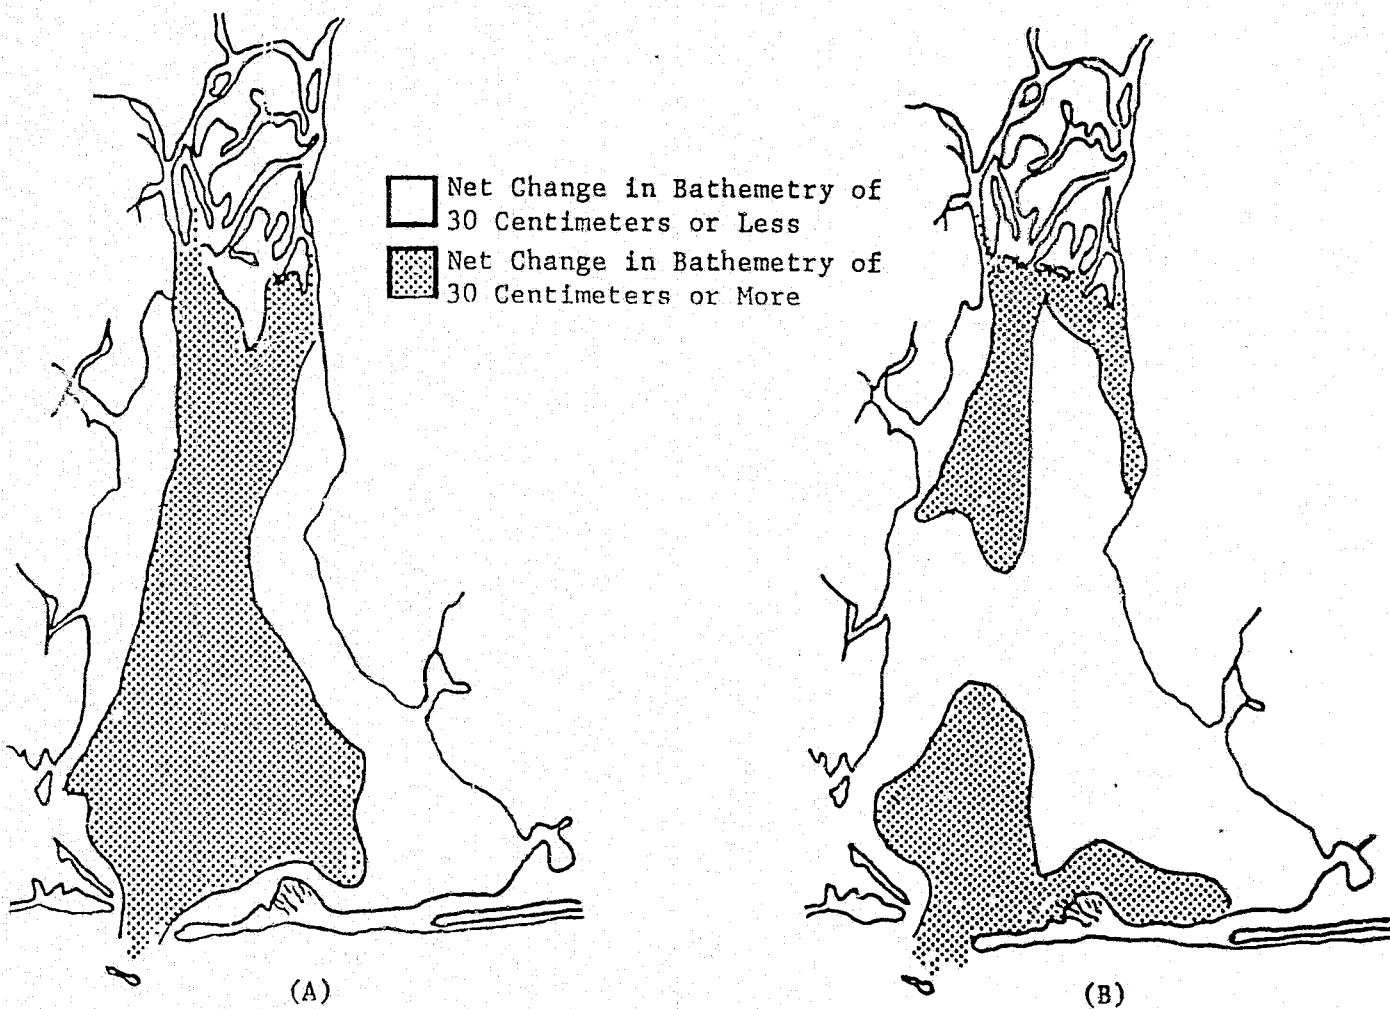 Net Change in Bathemetry of
30 Centimeters or Less
Net Change in Bathemetry of
30 Centimeters or More
(A)
(B)